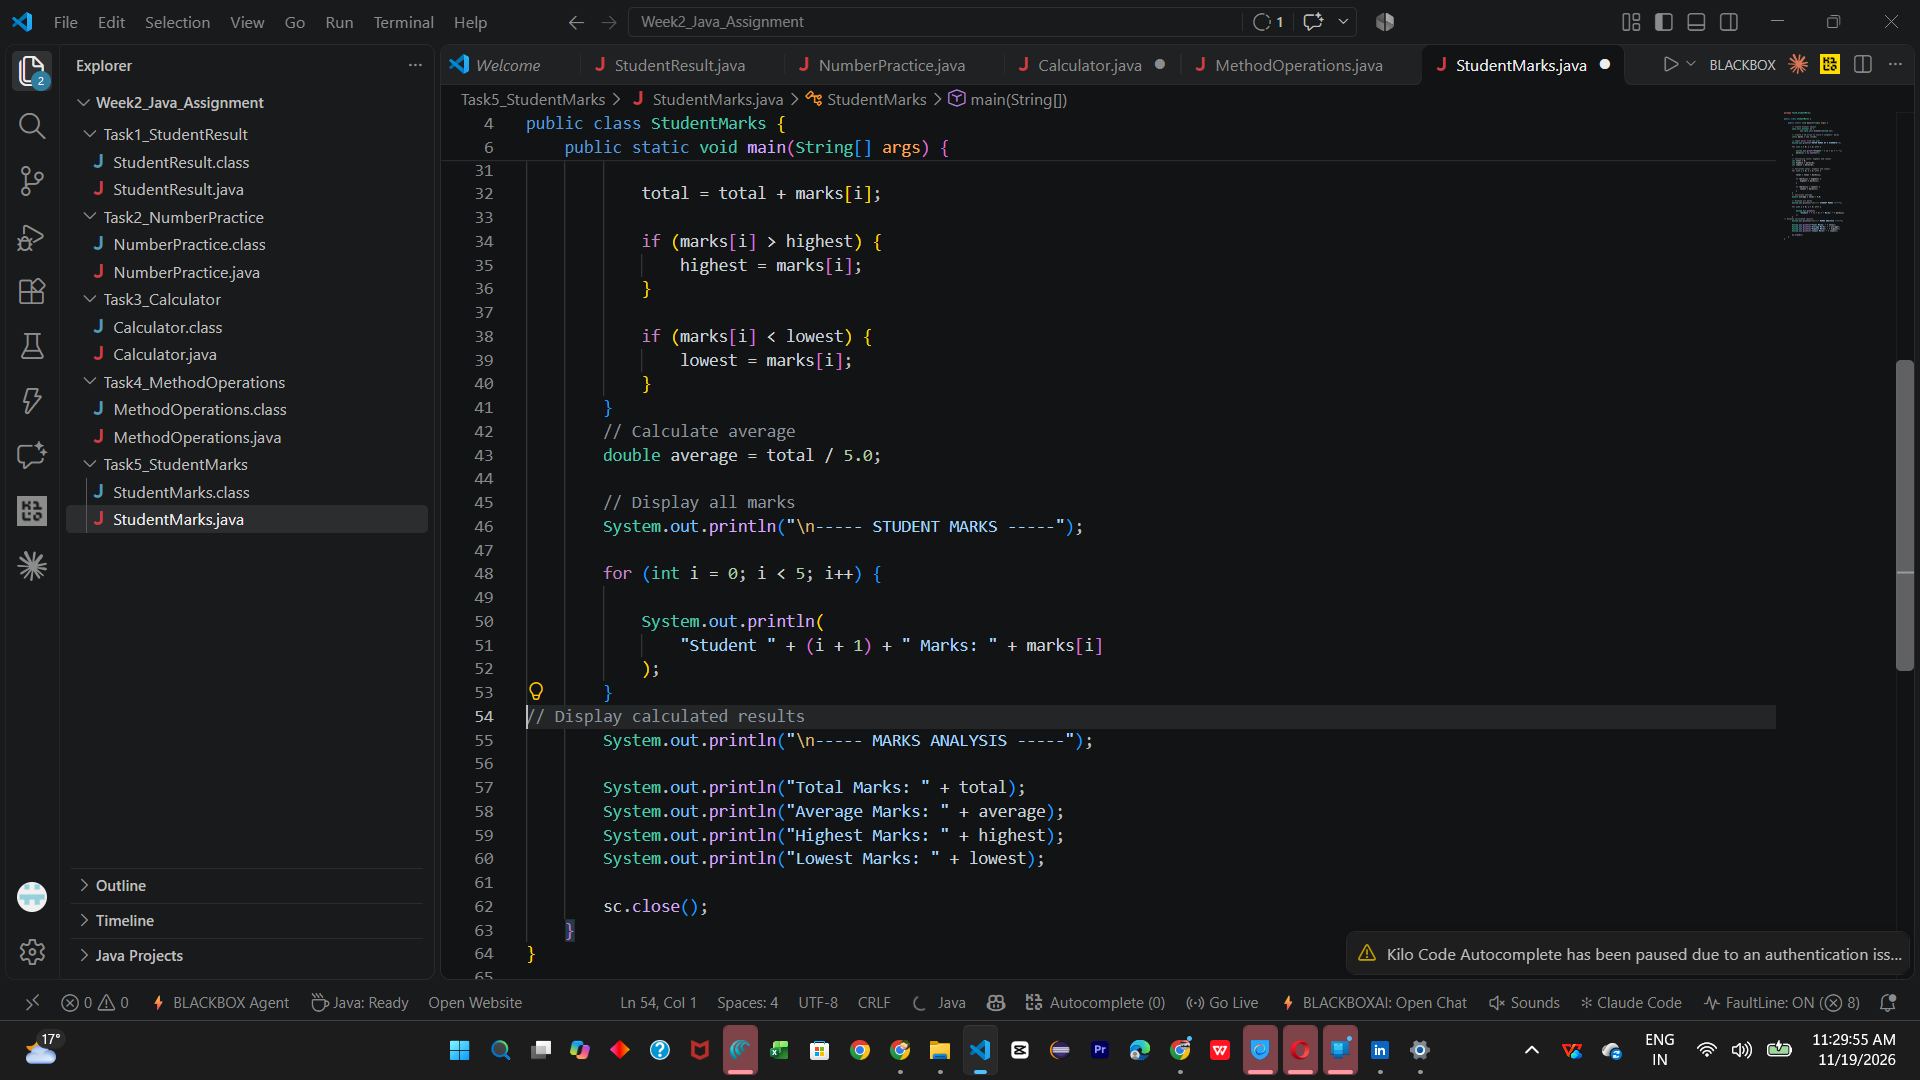 File Edit Selection View Go Run Terminal Help
Week2_Java_Assignment
1
Explorer
Welcome
StudentResult.java
NumberPractice.java
Calculator.java
MethodOperations.java
StudentMarks.java
BLACKBOX
2
Week2_Java_Assignment
Task1_StudentResult
StudentResult.class
StudentResult.java
Task2_NumberPractice
NumberPractice.class
NumberPractice.java
Task3_Calculator
Calculator.class
Calculator.java
Task4_MethodOperations
MethodOperations.class
MethodOperations.java
Task5_StudentMarks
StudentMarks.class
StudentMarks.java
Outline
Timeline
Java Projects
Task5_StudentMarks > StudentMarks.java > StudentMarks > main(String[])
4 public class StudentMarks {
6 public static void main(String[] args) {
31
32 total = total + marks[i];
33
34 if (marks[i] > highest) {
35 highest = marks[i];
36 }
37
38 if (marks[i] < lowest) {
39 lowest = marks[i];
40 }
41 }
42 // Calculate average
43 double average = total / 5.0;
44
45 // Display all marks
46 System.out.println("\n----- STUDENT MARKS -----");
47
48 for (int i = 0; i < 5; i++) {
49
50 System.out.println(
51 "Student " + (i + 1) + " Marks: " + marks[i]
52 );
53 }
54 // Display calculated results
55 System.out.println("\n----- MARKS ANALYSIS -----");
56
57 System.out.println("Total Marks: " + total);
58 System.out.println("Average Marks: " + average);
59 System.out.println("Highest Marks: " + highest);
60 System.out.println("Lowest Marks: " + lowest);
61
62 sc.close();
63 }
64 }
65
Kilo Code Autocomplete has been paused due to an authentication iss...
0 0 BLACKBOX Agent Java: Ready Open Website Ln 54, Col 1 Spaces: 4 UTF-8 CRLF Java Autocomplete (0) Go Live BLACKBOXAI: Open Chat Sounds Claude Code FaultLine: ON ( 8)
17°
Pr
ENG
IN
11:29:55 AM
11/19/2026